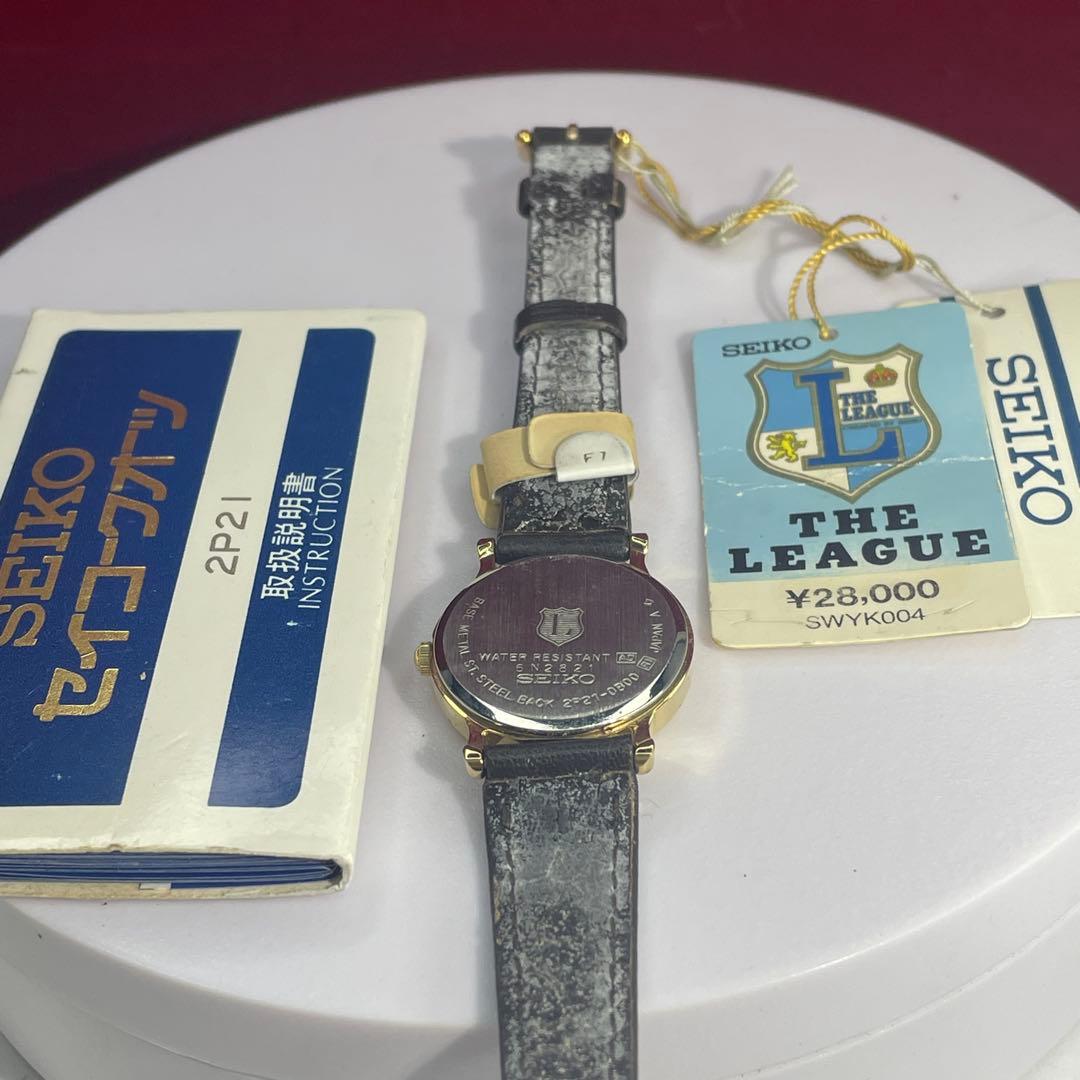 SEIKO
セイコークオーツ
2P21
取扱説明書
INSTRUCTION
F7
WATER RESISTANT
5N2821
SEIKO
BASE METAL ST. STEEL BACK 2P21-0B00
JAPAN V
SEIKO
L
THE
LEAGUE
THE
LEAGUE
¥28,000
SWYK004
SEIKO